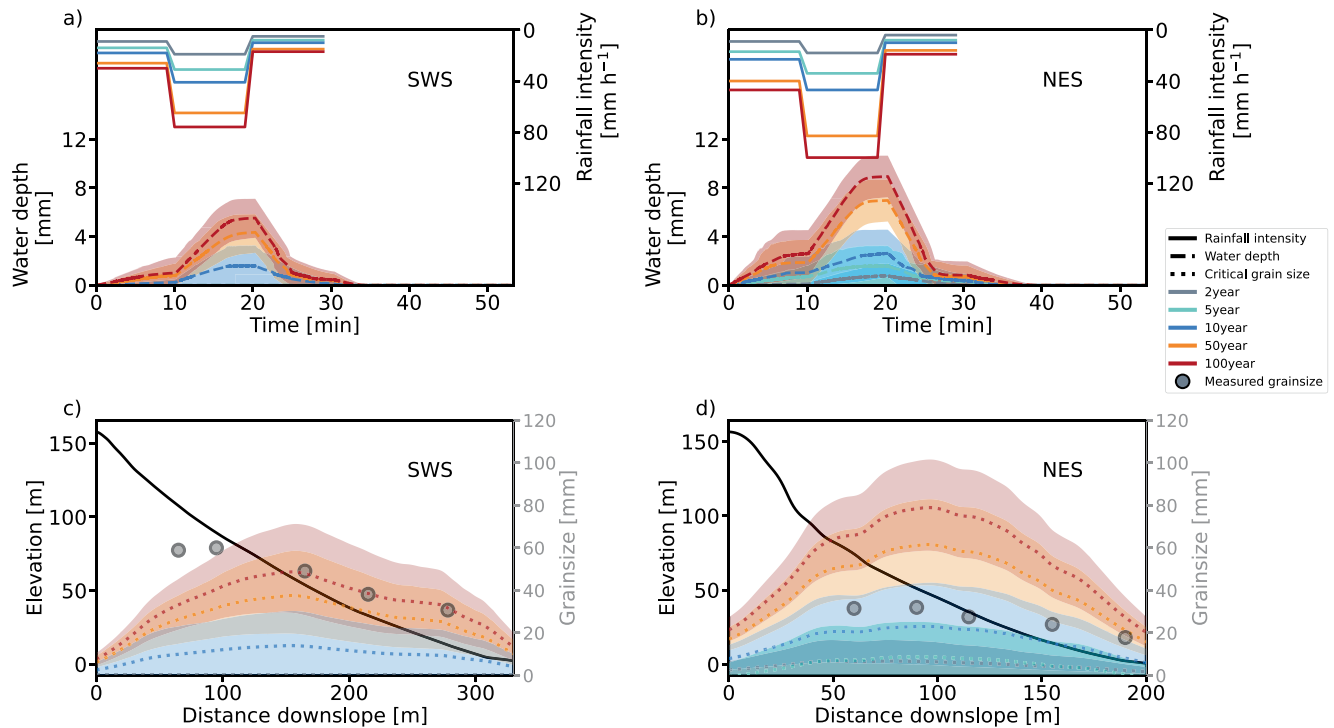 a)
SWS
12
8
4
0
Water depth
[mm]
0
40
80
120
Rainfall intensity
[mm h⁻¹]
0
10
20
30
40
50
Time [min]
b)
NES
12
8
4
0
Water depth
[mm]
0
40
80
120
Rainfall intensity
[mm h⁻¹]
0
10
20
30
40
50
Time [min]
Rainfall intensity
Water depth
Critical grain size
2year
5year
10year
50year
100year
Measured grainsize
c)
SWS
150
100
50
0
Elevation [m]
120
100
80
60
40
20
0
Grainsize [mm]
0
100
200
300
Distance downslope [m]
d)
NES
150
100
50
0
Elevation [m]
120
100
80
60
40
20
0
Grainsize [mm]
0
50
100
150
200
Distance downslope [m]